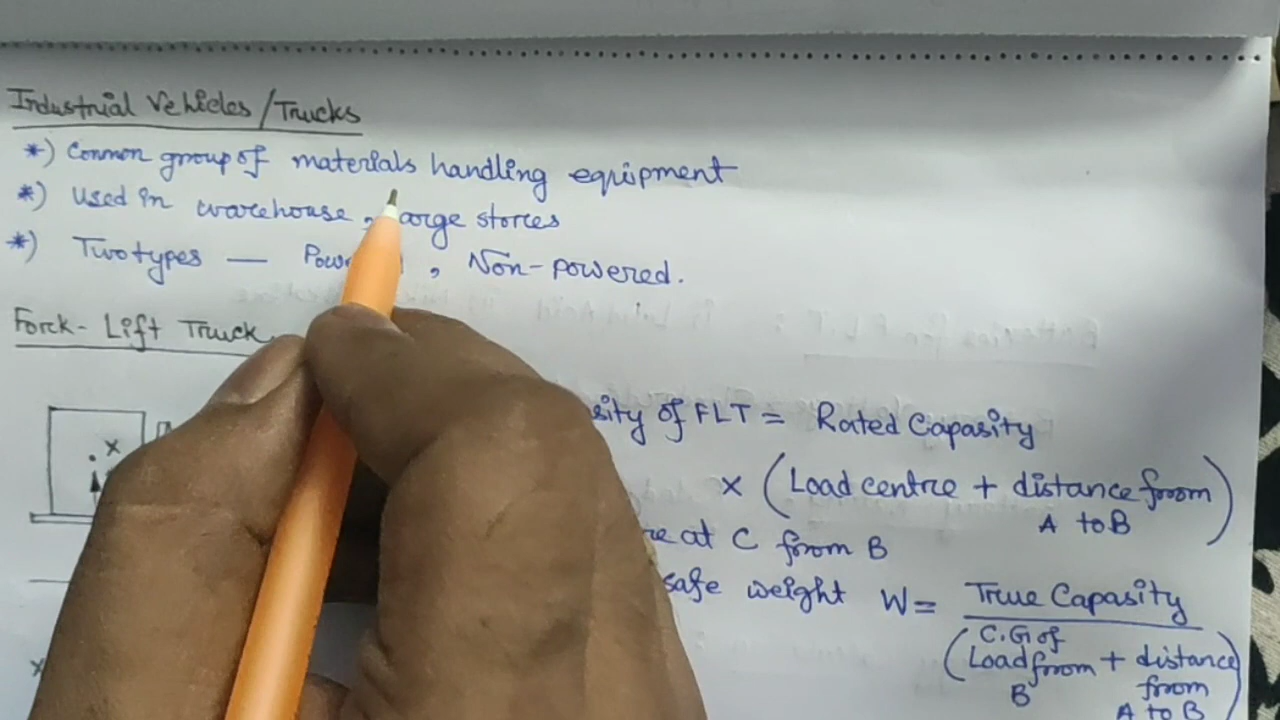 Industrial Vehicles/Trucks
*) Common group of materials handling equipment
*) used in warehouse, large stores
*) Two types — , Non-powered.
Fork-Lift Truck
x
of FLT = Rated Capasity
x (Load centre + distance from
A to B)
at C from B
safe weight W = True Capasity
(C.G of
Load from + distance
B from
A to B)
x